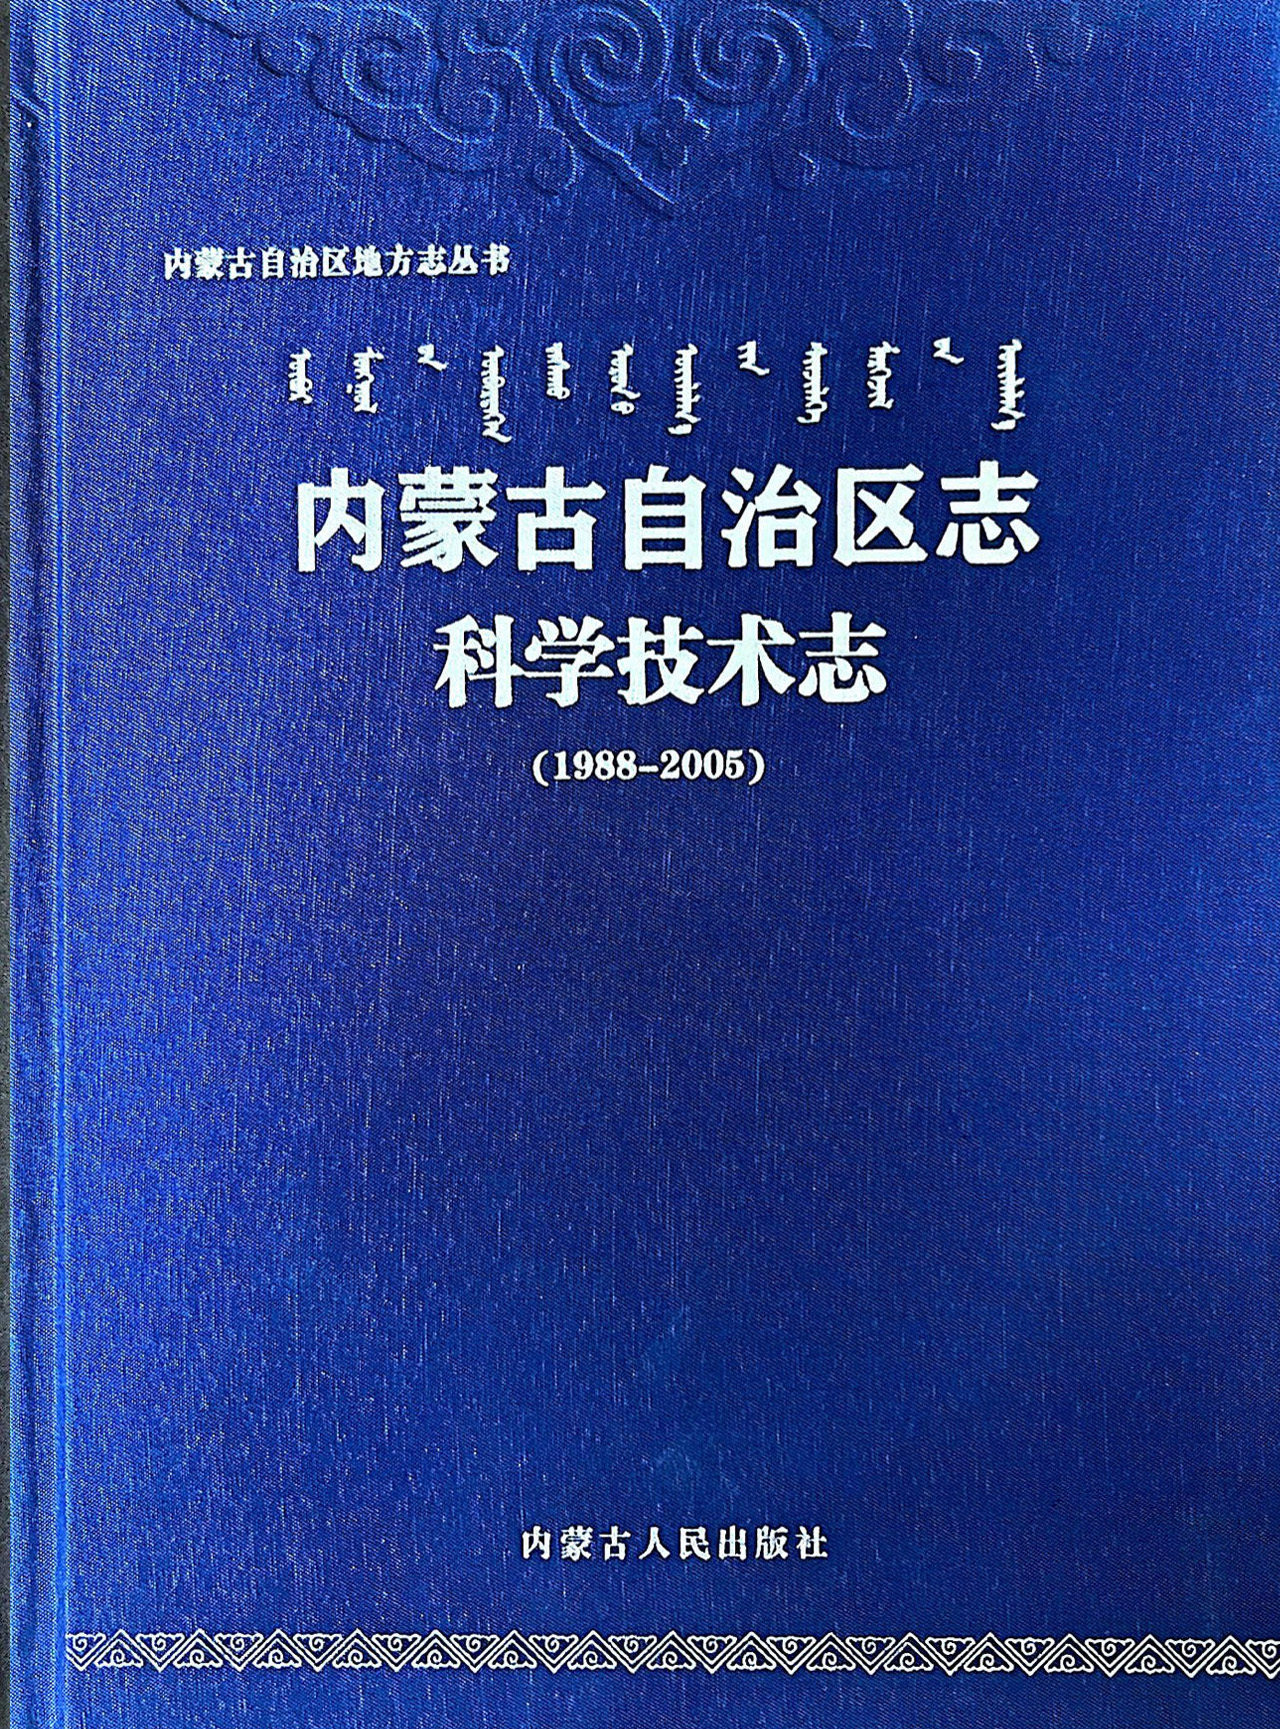 内蒙古自治区地方志丛书
内蒙古自治区志
科学技术志
(1988-2005)
内蒙古人民出版社